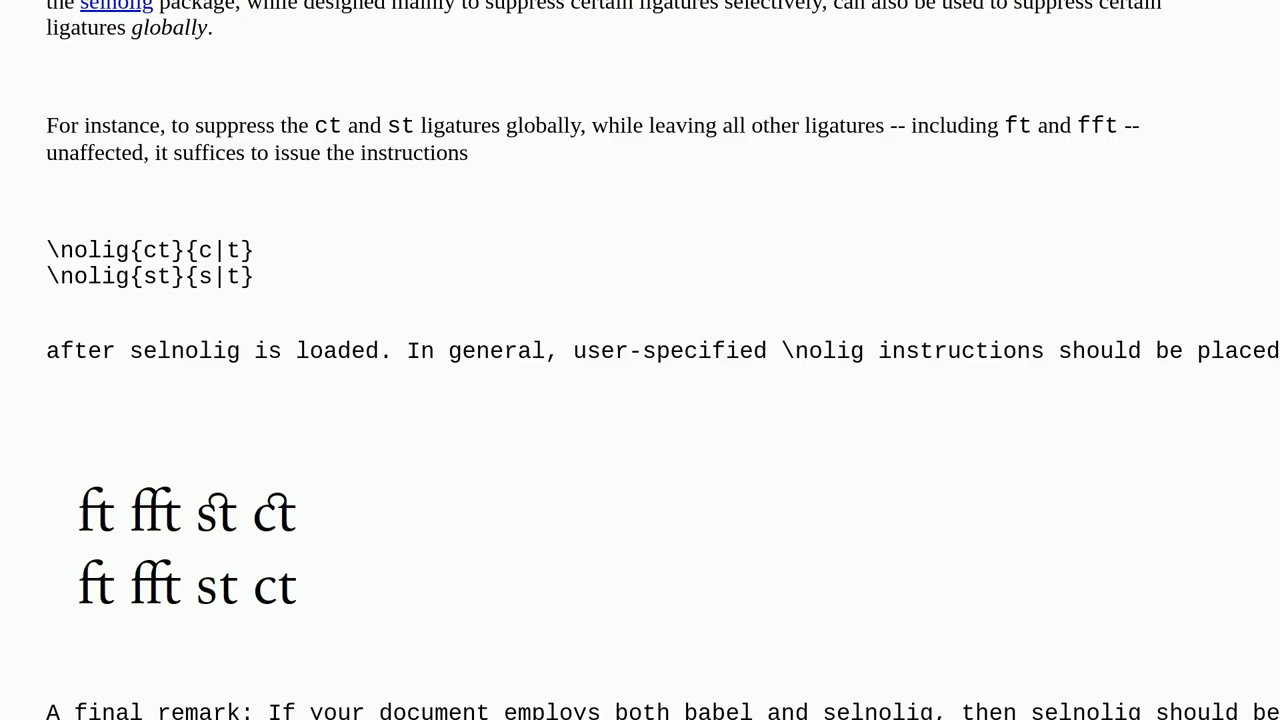 the selnolig package, while designed mainly to suppress certain ligatures selectively, can also be used to suppress certain
ligatures globally.
For instance, to suppress the ct and st ligatures globally, while leaving all other ligatures -- including ft and fft --
unaffected, it suffices to issue the instructions
\nolig{ct}{c|t}
\nolig{st}{s|t}
after selnolig is loaded. In general, user-specified \nolig instructions should be placed
ft fft st ct
ft fft st ct
A final remark: If your document employs both babel and selnolig, then selnolig should be